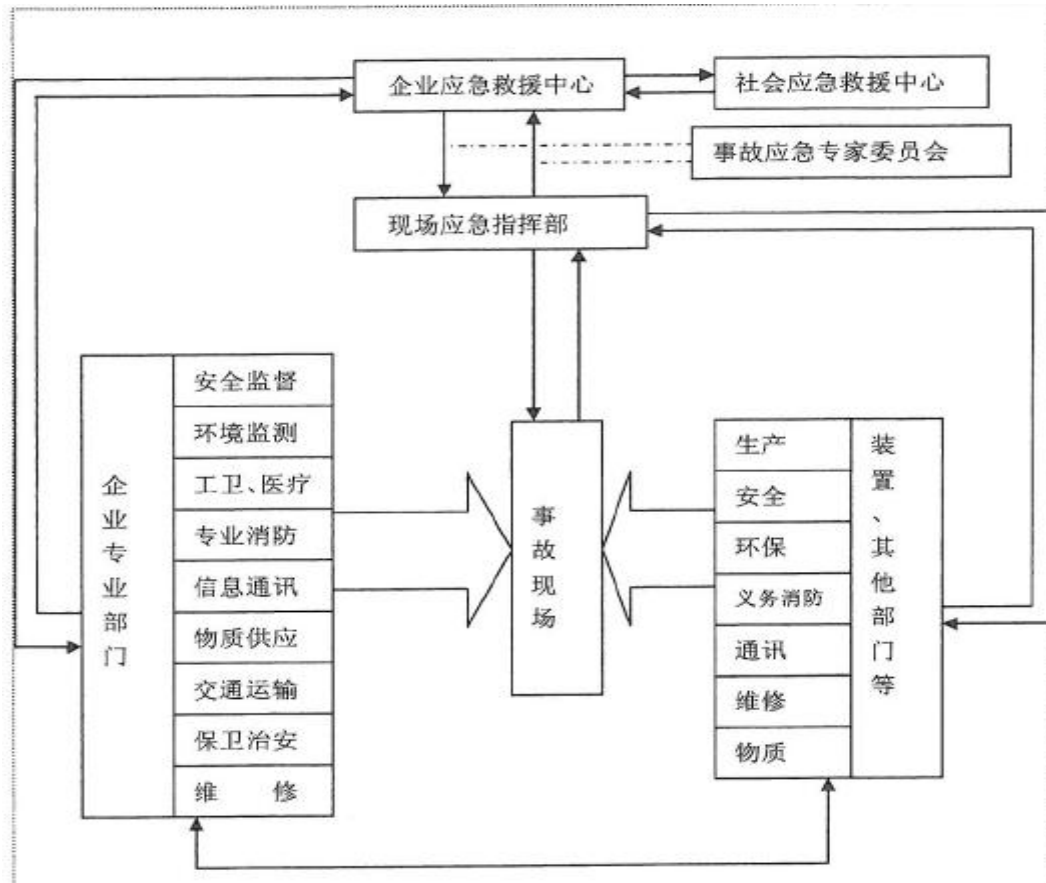 企业应急救援中心
社会应急救援中心
事故应急专家委员会
现场应急指挥部
企业专业部门
安全监督
环境监测
工卫、医疗
专业消防
信息通讯
物质供应
交通运输
保卫治安
维 修
事故现场
生产
安全
环保
义务消防
通讯
维修
物质
装置、其他部门等